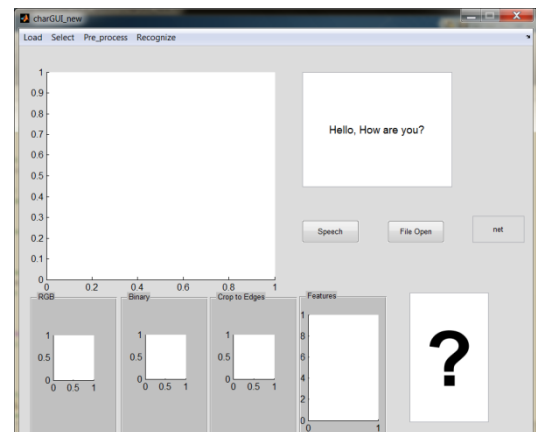 charGUI_new
Load Select Pre_process Recognize
1
0.9
0.8
0.7
0.6
0.5
0.4
0.3
0.2
0.1
0
0 0.2 0.4 0.6 0.8 1
Hello, How are you?
Speech File Open net
RGB
1
0.5
0
0 0.5 1
Binary
1
0.5
0
0 0.5 1
Crop to Edges
1
0.5
0
0 0.5 1
Features
1
8
6
4
2
0 1
?